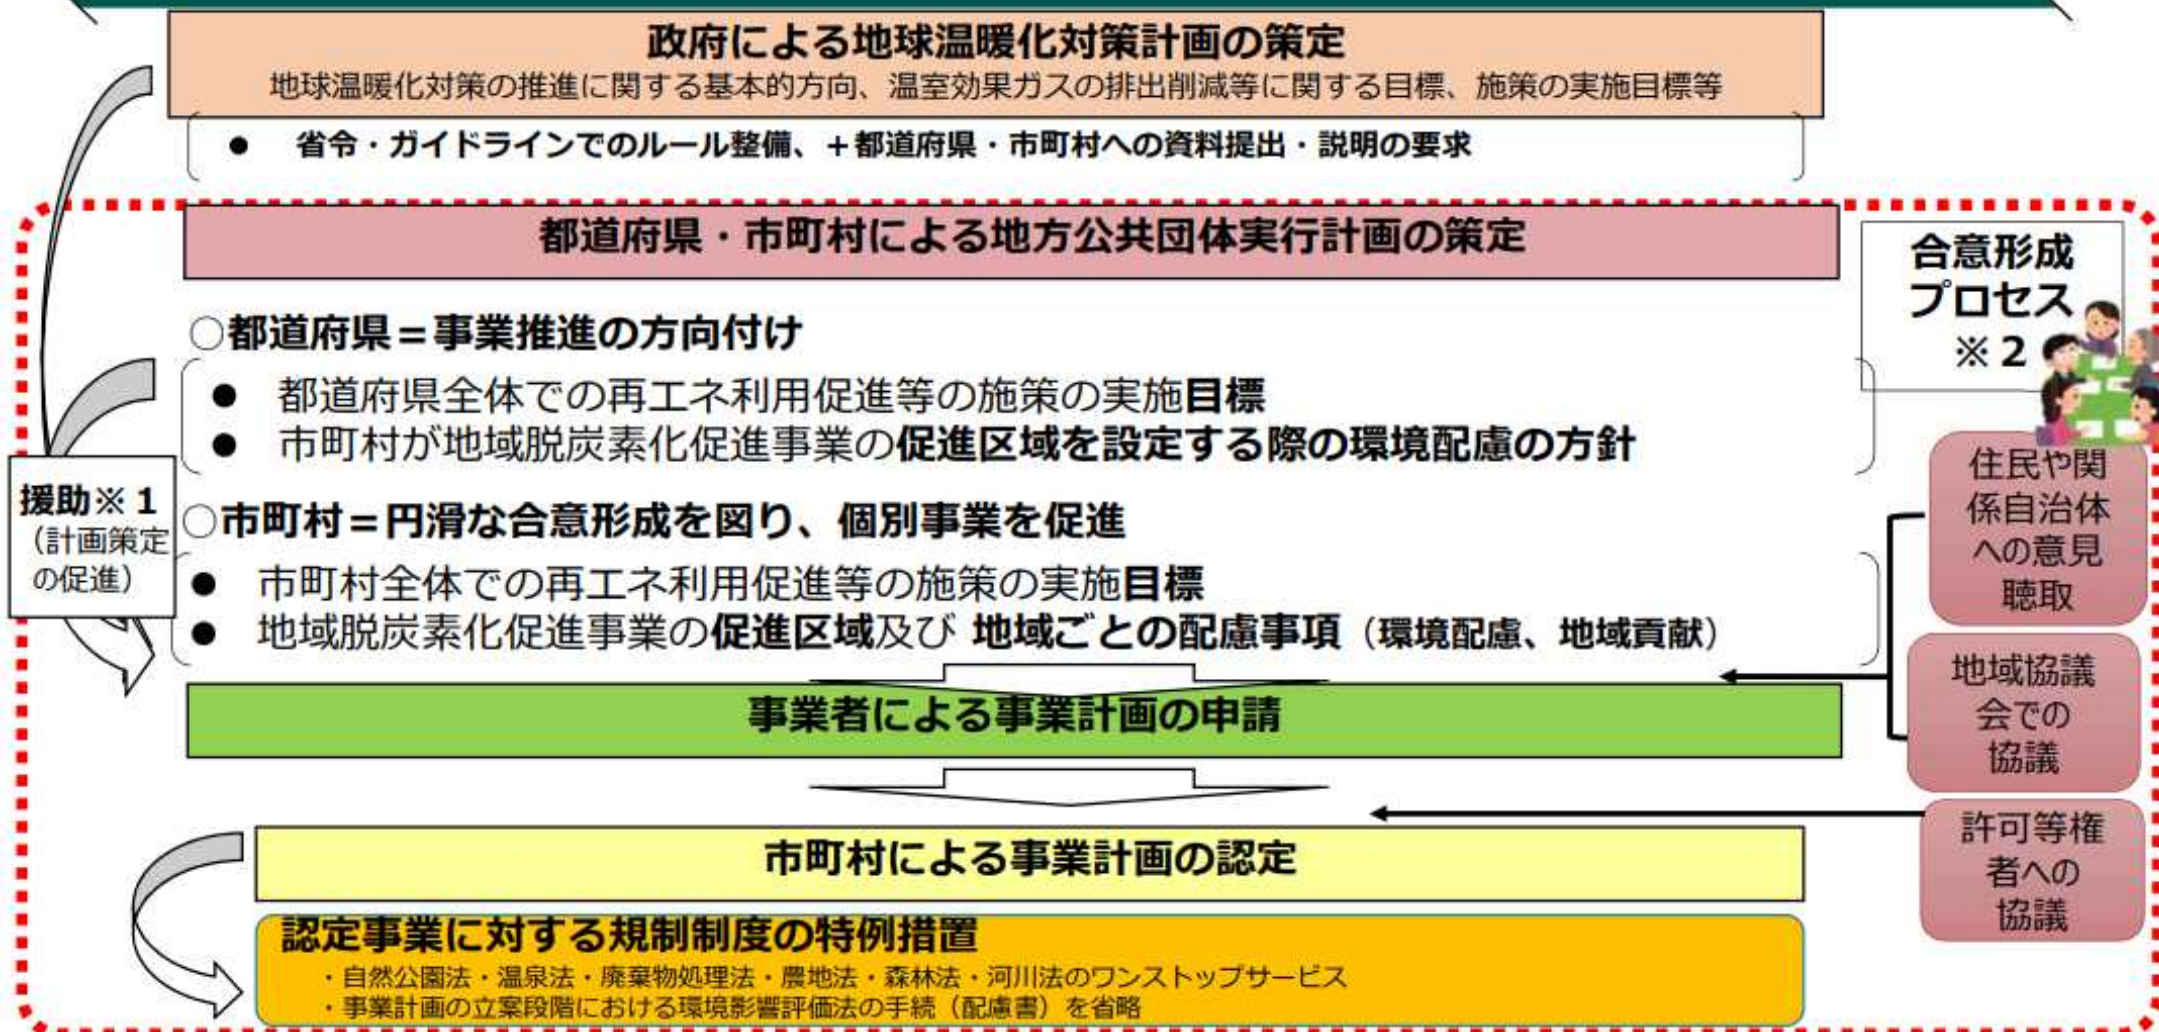 政府による地球温暖化対策計画の策定
地球温暖化対策の推進に関する基本的方向、温室効果ガスの排出削減等に関する目標、施策の実施目標等
● 省令・ガイドラインでのルール整備、＋都道府県・市町村への資料提出・説明の要求
都道府県・市町村による地方公共団体実行計画の策定
合意形成
プロセス
※２
○都道府県＝事業推進の方向付け
● 都道府県全体での再エネ利用促進等の施策の実施目標
● 市町村が地域脱炭素化促進事業の促進区域を設定する際の環境配慮の方針
援助※１
（計画策定
の促進）
○市町村＝円滑な合意形成を図り、個別事業を促進
● 市町村全体での再エネ利用促進等の施策の実施目標
● 地域脱炭素化促進事業の促進区域及び 地域ごとの配慮事項（環境配慮、地域貢献）
住民や関
係自治体
への意見
聴取
地域協議
会での
協議
事業者による事業計画の申請
許可等権
者への
協議
市町村による事業計画の認定
認定事業に対する規制制度の特例措置
・自然公園法・温泉法・廃棄物処理法・農地法・森林法・河川法のワンストップサービス
・事業計画の立案段階における環境影響評価法の手続（配慮書）を省略